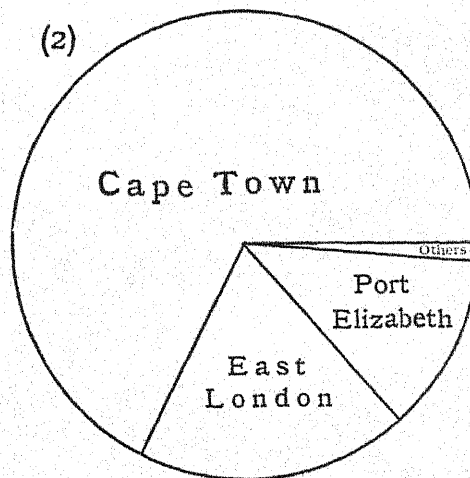 (2)
Cape Town
Others
Port
Elizabeth
East
London